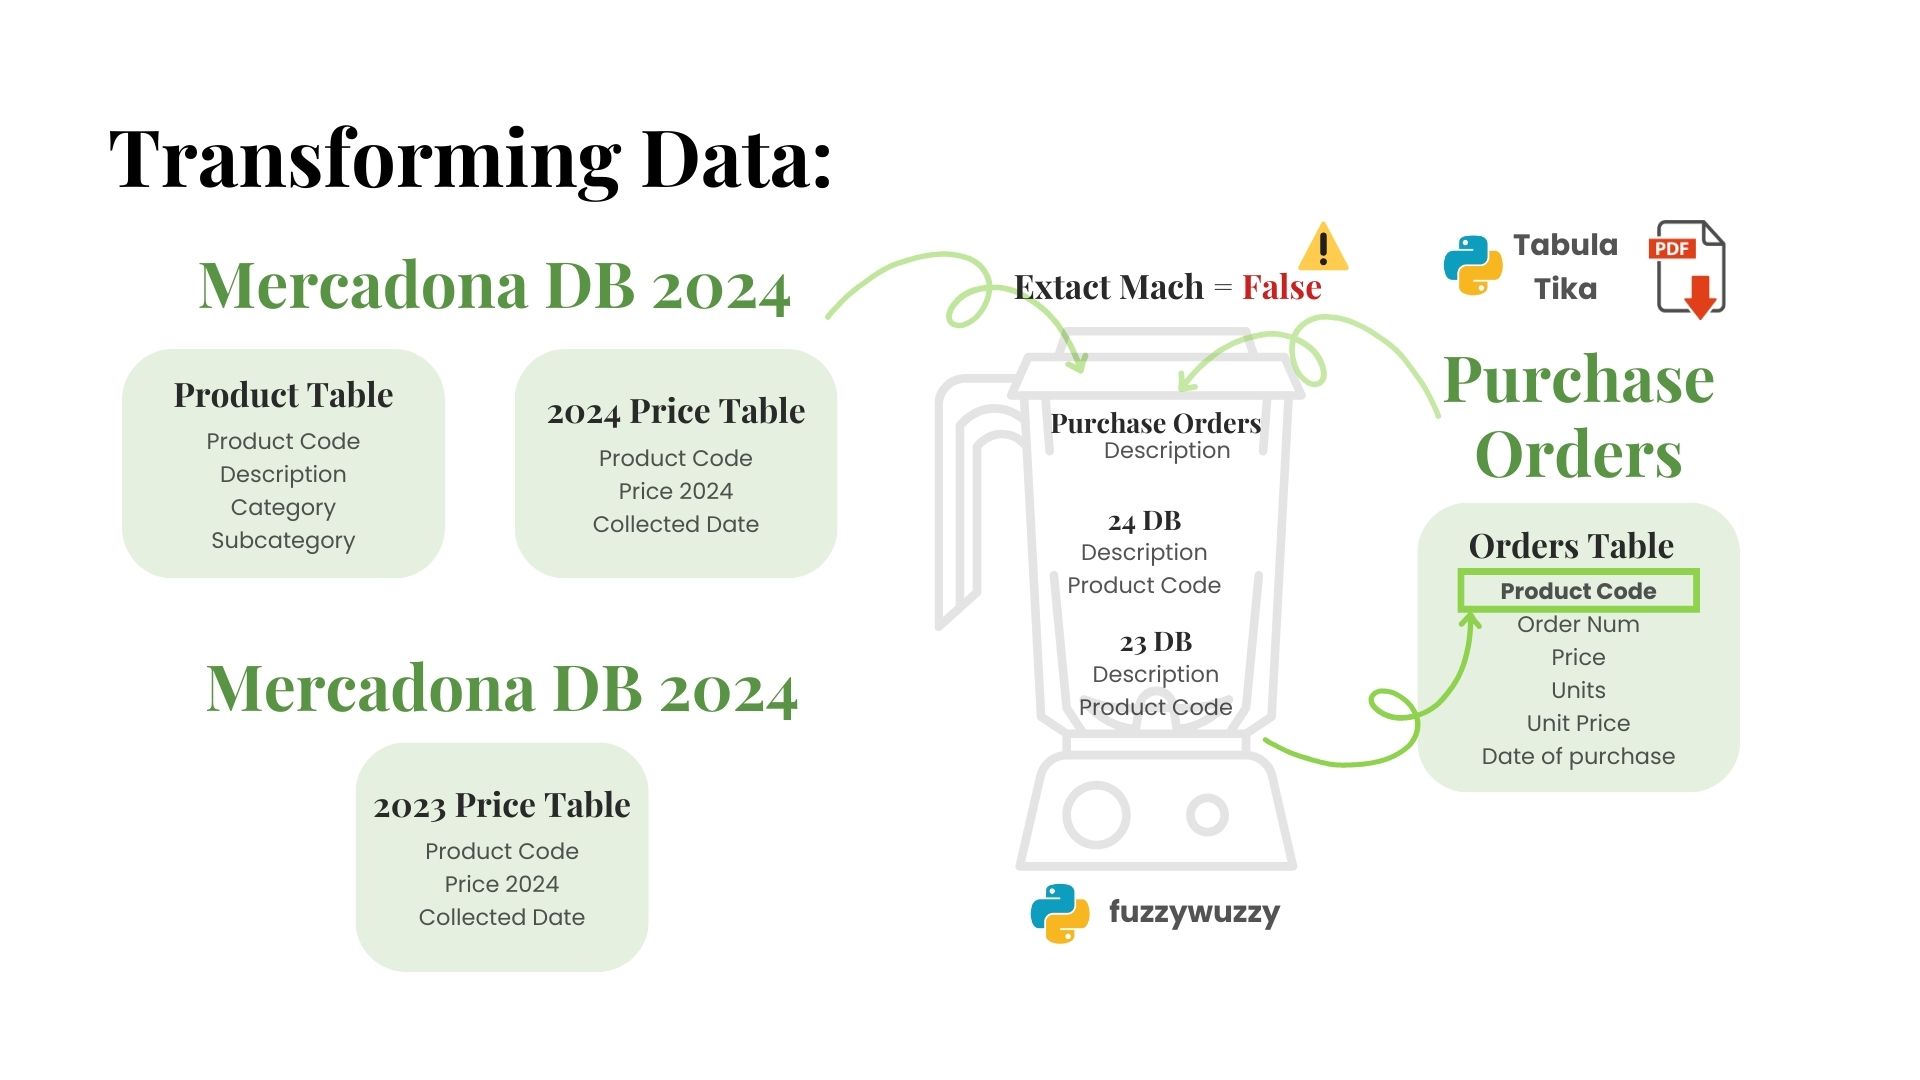 Transforming Data:
Mercadona DB 2024
Product Table
Product Code
Description
Category
Subcategory
2024 Price Table
Product Code
Price 2024
Collected Date
Mercadona DB 2024
2023 Price Table
Product Code
Price 2024
Collected Date
Extact Mach = False
Purchase Orders
Description
24 DB
Description
Product Code
23 DB
Description
Product Code
fuzzywuzzy
Tabula
Tika
PDF
Purchase
Orders
Orders Table
Product Code
Order Num
Price
Units
Unit Price
Date of purchase